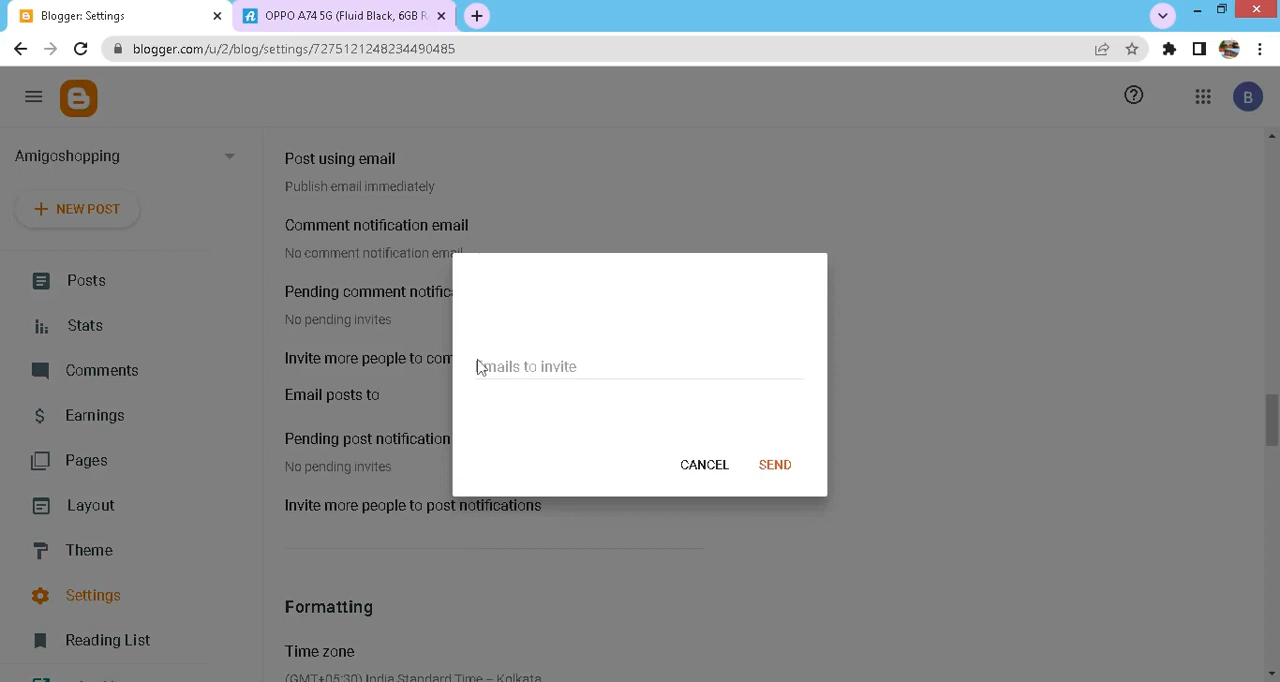 Blogger: Settings
OPPO A74 5G (Fluid Black, 6GB R
blogger.com/u/2/blog/settings/7275121248234490485
B
Amigoshopping
NEW POST
Posts
Stats
Comments
Earnings
Pages
Layout
Theme
Settings
Reading List
Post using email
Publish email immediately
Comment notification email
No comment notification email
Pending comment notifica
No pending invites
Invite more people to com
Email posts to
Pending post notification
No pending invites
Invite more people to post notifications
Formatting
Time zone
(GMT+05:30) India Standard Time – Kolkata
Emails to invite
CANCEL
SEND